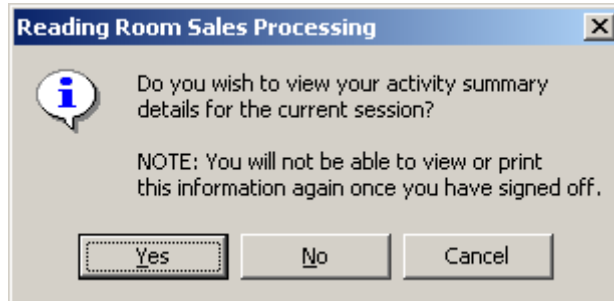 Reading Room Sales Processing
Do you wish to view your activity summary
details for the current session?
NOTE: You will not be able to view or print
this information again once you have signed off.
Yes No Cancel